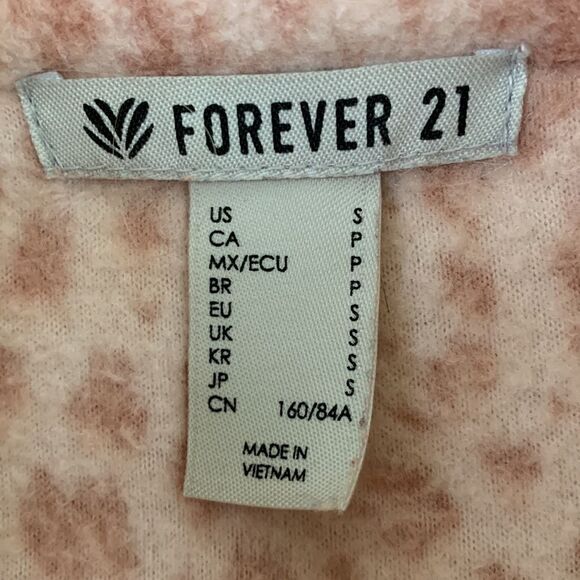 FOREVER 21
US S
CA P
MX/ECU P
BR P
EU S
UK S
KR S
JP S
CN 160/84A
MADE IN
VIETNAM